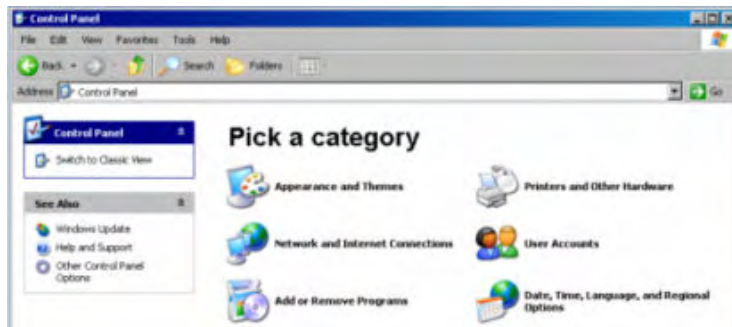 Control Panel
File Edit View Favorites Tools Help
Back Search Folders
Address Control Panel Go
Control Panel
Switch to Classic View
See Also
Windows Update
Help and Support
Other Control Panel
Options
Pick a category
Appearance and Themes
Printers and Other Hardware
Network and Internet Connections
User Accounts
Add or Remove Programs
Date, Time, Language, and Regional
Options